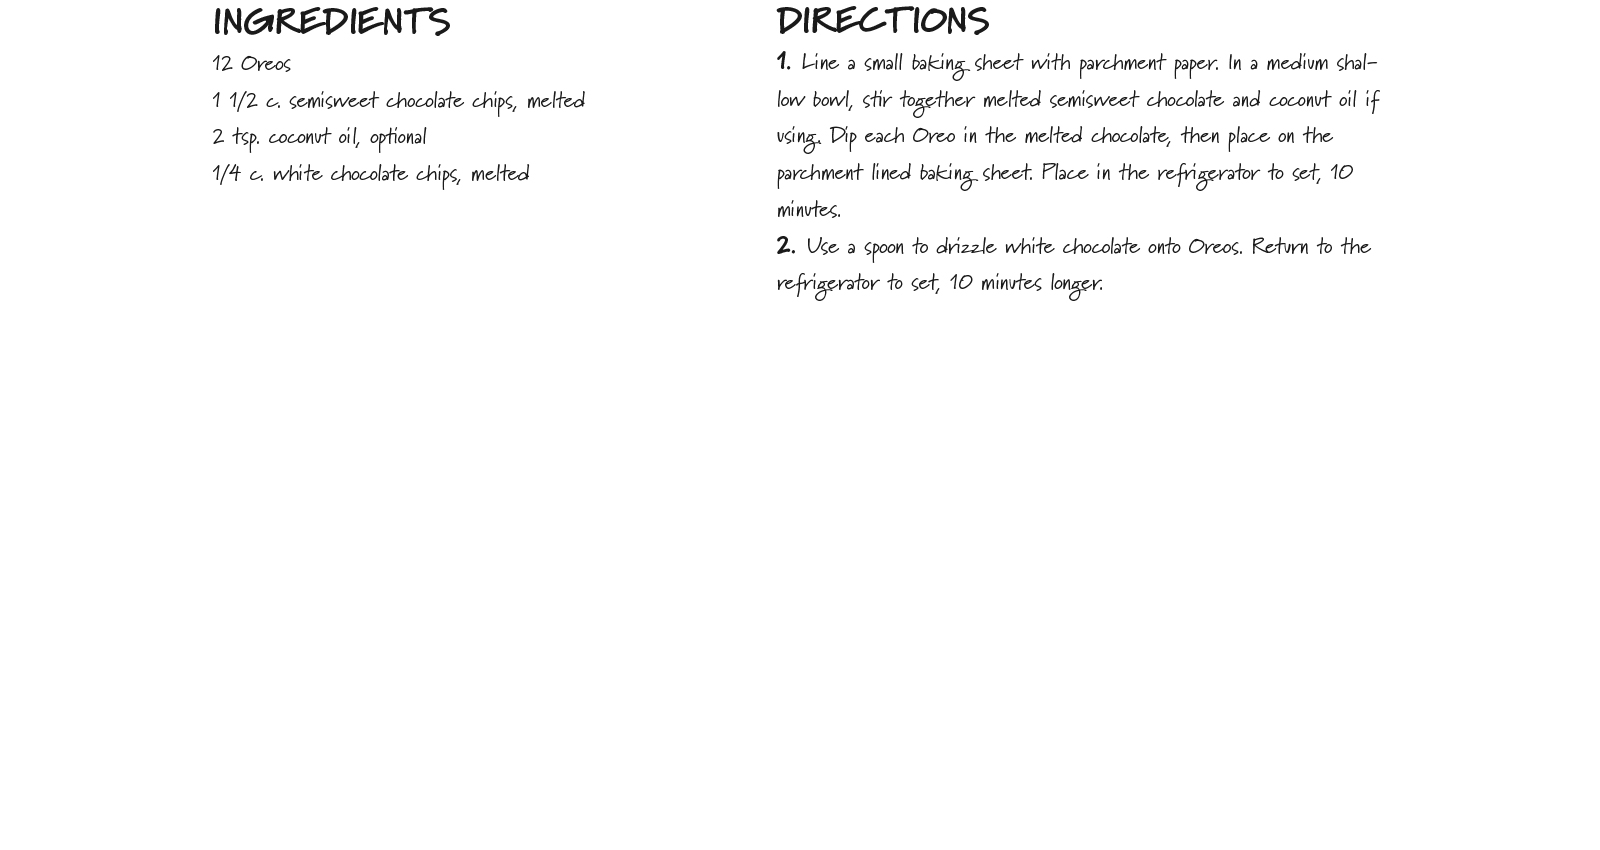 INGREDIENTS
12 Oreos
1 1/2 c. semisweet chocolate chips, melted
2 tsp. coconut oil, optional
1/4 c. white chocolate chips, melted
DIRECTIONS
1. Line a small baking sheet with parchment paper. In a medium shal-
low bowl, stir together melted semisweet chocolate and coconut oil if
using. Dip each Oreo in the melted chocolate, then place on the
parchment lined baking sheet. Place in the refrigerator to set, 10
minutes.
2. Use a spoon to drizzle white chocolate onto Oreos. Return to the
refrigerator to set, 10 minutes longer.